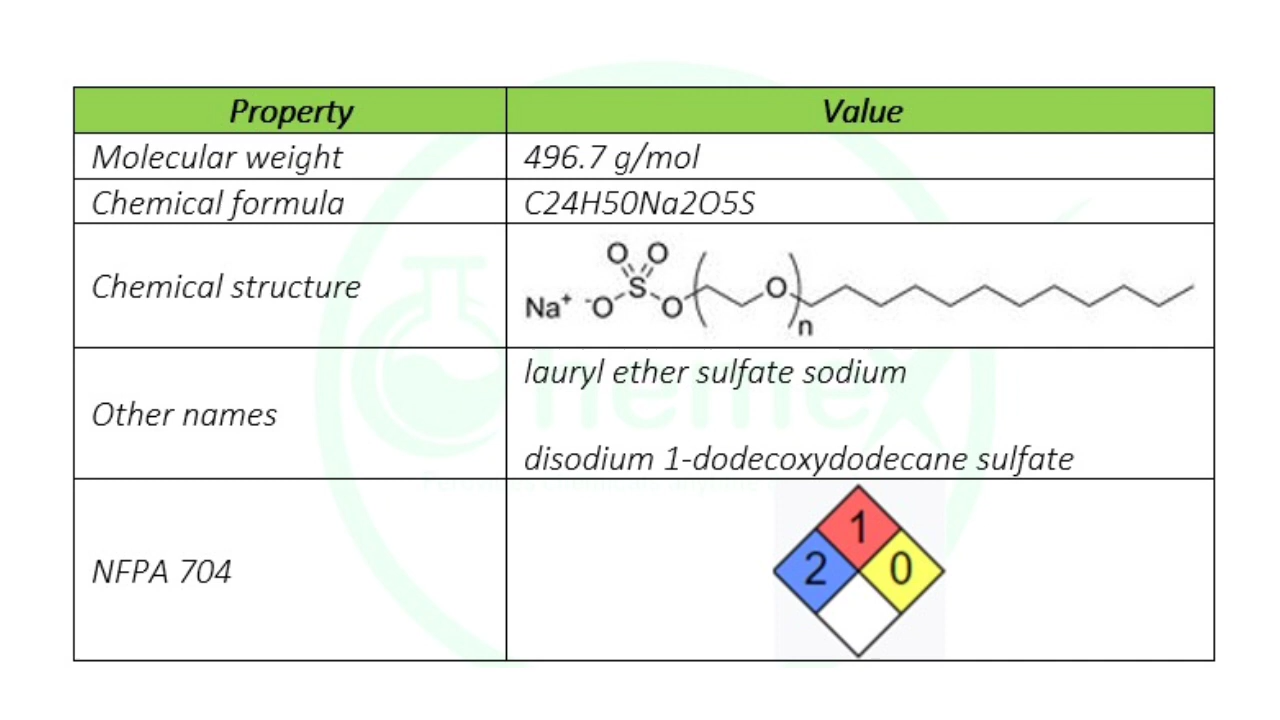 Property Value
Molecular weight 496.7 g/mol
Chemical formula C24H50Na2O5S
Chemical structure
O O
Na⁺ ⁻O S O O n
Other names
lauryl ether sulfate sodium
disodium 1-dodecoxydodecane sulfate
NFPA 704
1
2 0